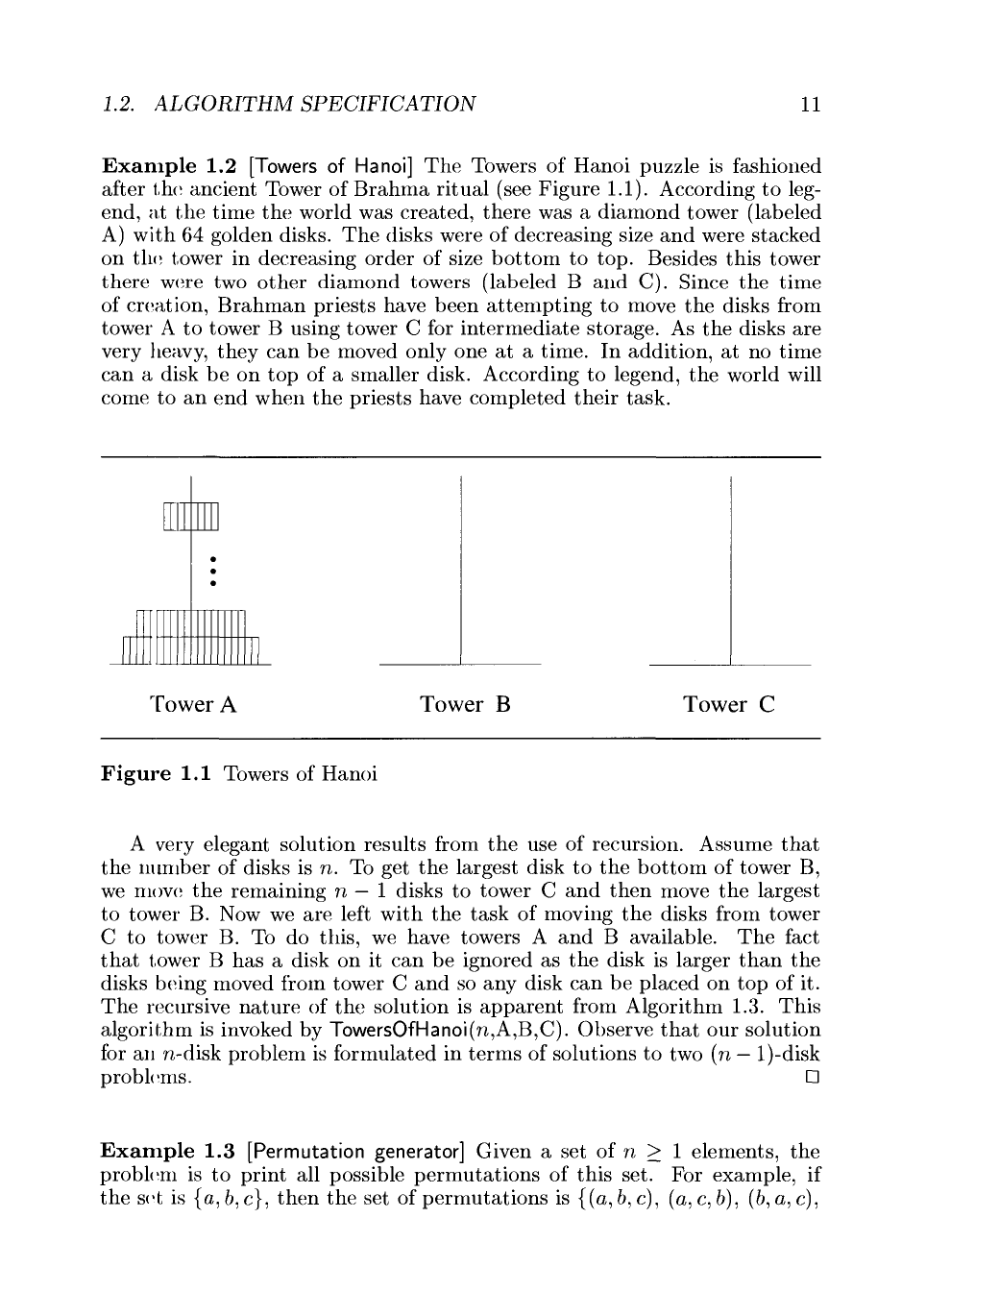 1.2. ALGORITHM SPECIFICATION 11
Example 1.2 [Towers of Hanoi] The Towers of Hanoi puzzle is fashioned
after the ancient Tower of Brahma ritual (see Figure 1.1). According to leg-
end, at the time the world was created, there was a diamond tower (labeled
A) with 64 golden disks. The disks were of decreasing size and were stacked
on the tower in decreasing order of size bottom to top. Besides this tower
there were two other diamond towers (labeled B and C). Since the time
of creation, Brahman priests have been attempting to move the disks from
tower A to tower B using tower C for intermediate storage. As the disks are
very heavy, they can be moved only one at a time. In addition, at no time
can a disk be on top of a smaller disk. According to legend, the world will
come to an end when the priests have completed their task.
Tower A Tower B Tower C
Figure 1.1 Towers of Hanoi
A very elegant solution results from the use of recursion. Assume that
the number of disks is n. To get the largest disk to the bottom of tower B,
we move the remaining n − 1 disks to tower C and then move the largest
to tower B. Now we are left with the task of moving the disks from tower
C to tower B. To do this, we have towers A and B available. The fact
that tower B has a disk on it can be ignored as the disk is larger than the
disks being moved from tower C and so any disk can be placed on top of it.
The recursive nature of the solution is apparent from Algorithm 1.3. This
algorithm is invoked by TowersOfHanoi(n,A,B,C). Observe that our solution
for an n-disk problem is formulated in terms of solutions to two (n − 1)-disk
problems. □
Example 1.3 [Permutation generator] Given a set of n ≥ 1 elements, the
problem is to print all possible permutations of this set. For example, if
the set is {a, b, c}, then the set of permutations is {(a, b, c), (a, c, b), (b, a, c),